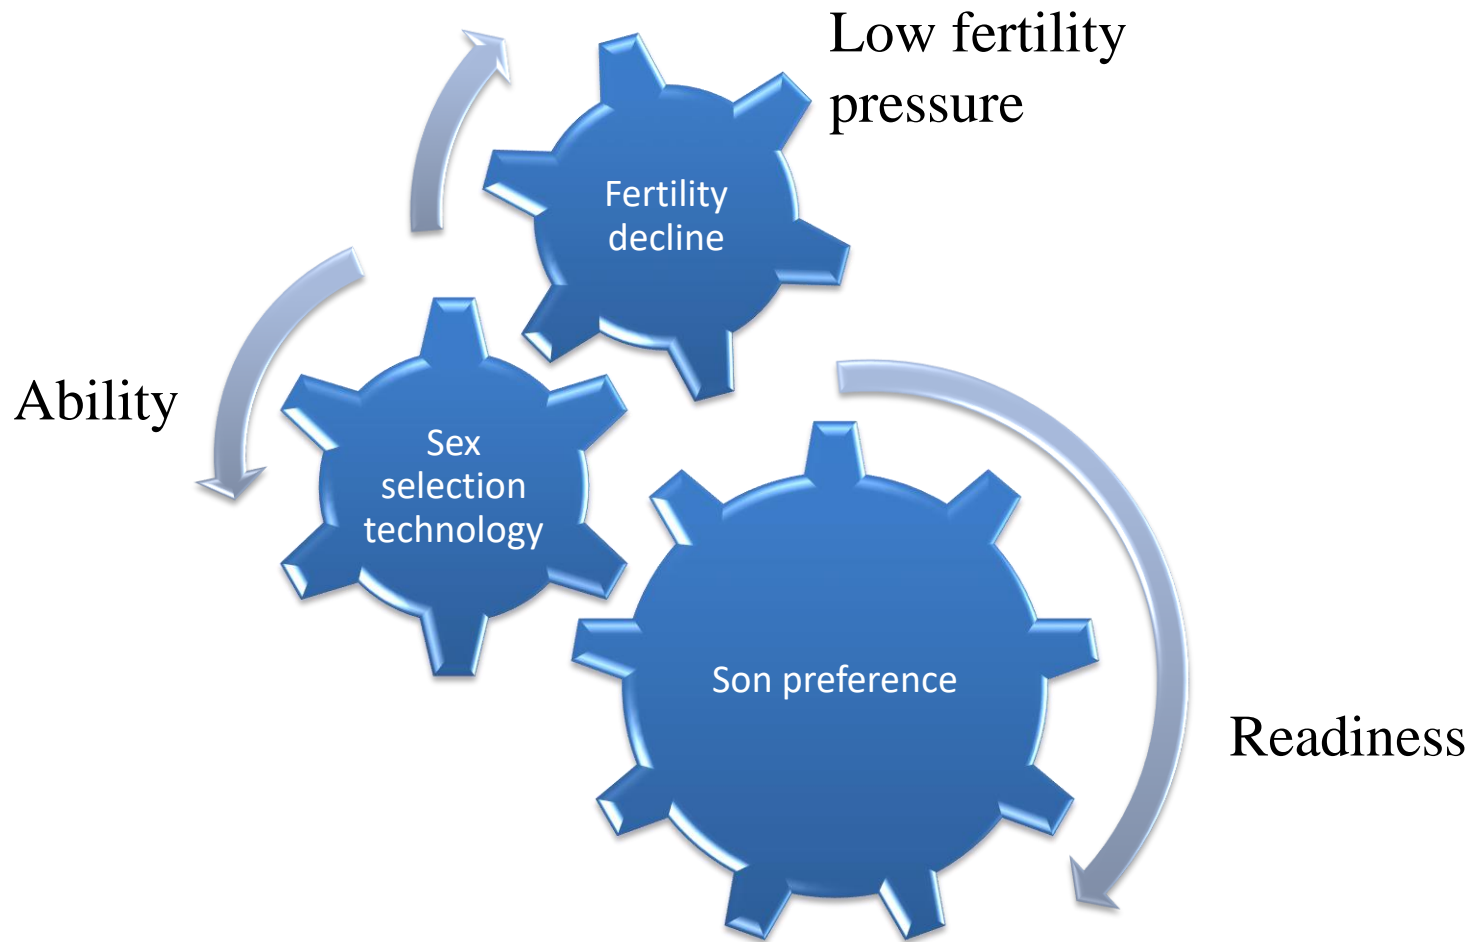 Low fertility
pressure
Fertility
decline
Ability
Sex
selection
technology
Son preference
Readiness